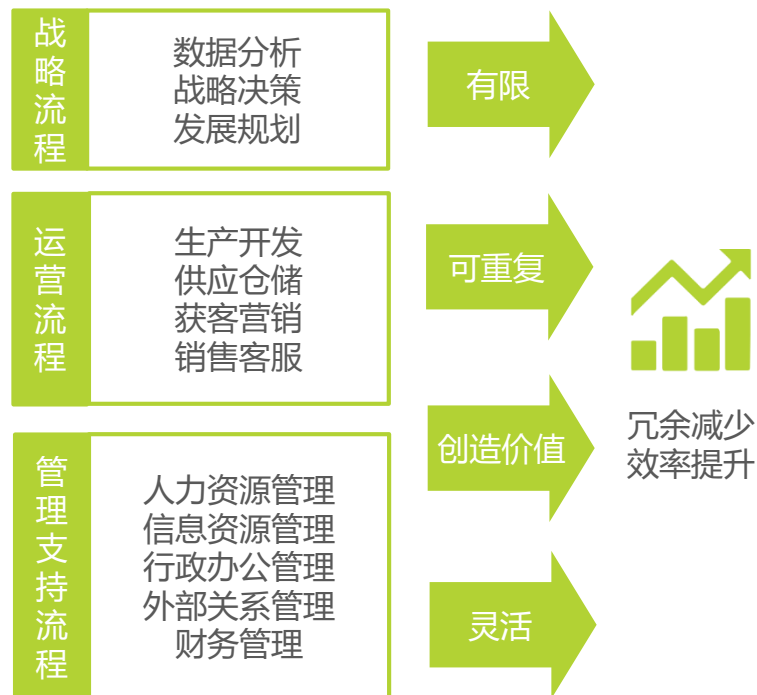 战略流程
数据分析
战略决策
发展规划
有限
运营流程
生产开发
供应仓储
获客营销
销售客服
可重复
创造价值
冗余减少
效率提升
管理支持流程
人力资源管理
信息资源管理
行政办公管理
外部关系管理
财务管理
灵活